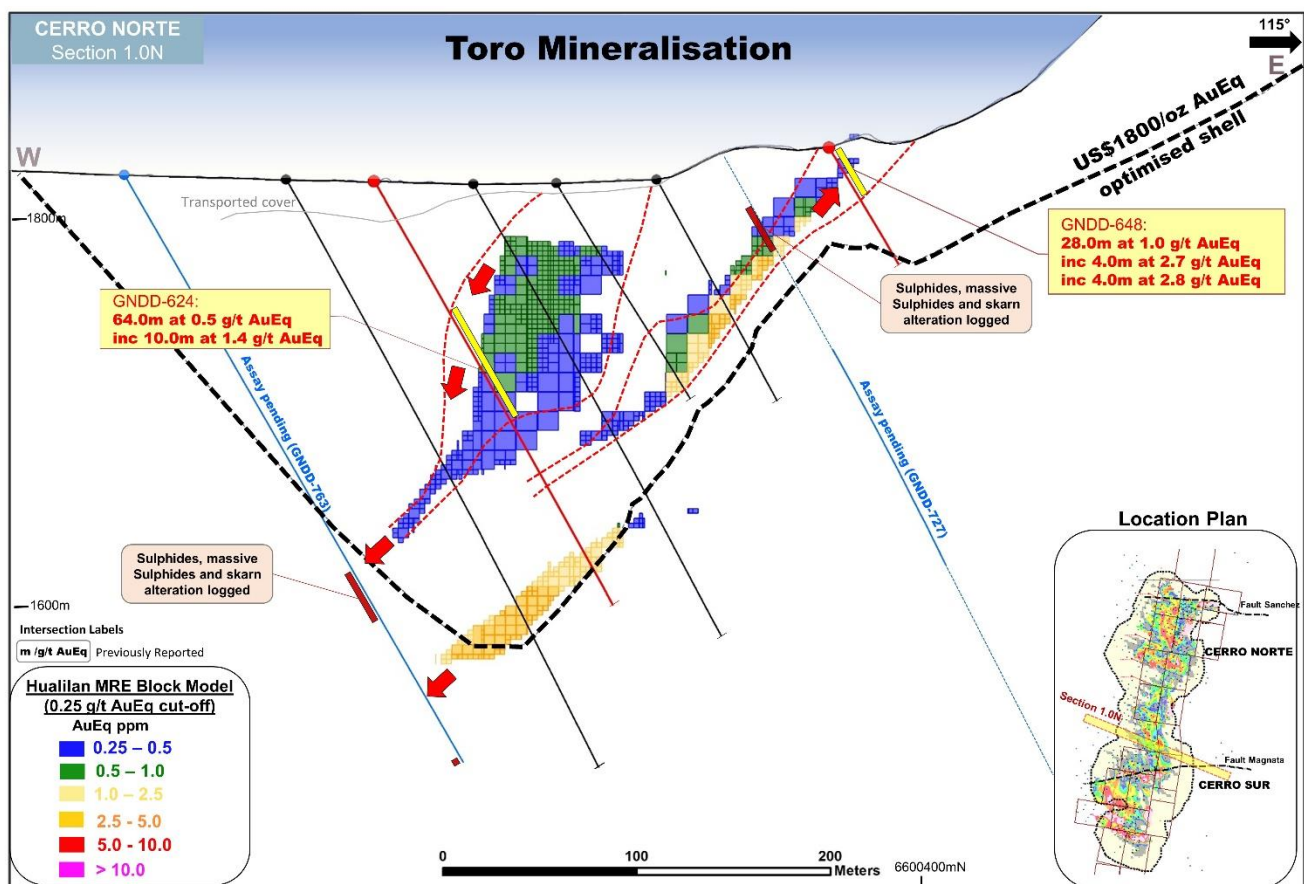 CERRO NORTE
Section 1.0N
Toro Mineralisation
115°
E
W
US$1800/oz AuEq
optimised shell
Transported cover
1800m
GNDD-648:
28.0m at 1.0 g/t AuEq
inc 4.0m at 2.7 g/t AuEq
inc 4.0m at 2.8 g/t AuEq
Sulphides, massive
Sulphides and skarn
alteration logged
GNDD-624:
64.0m at 0.5 g/t AuEq
inc 10.0m at 1.4 g/t AuEq
Assay pending (GNDD-763)
Assay pending (GNDD-727)
Sulphides, massive
Sulphides and skarn
alteration logged
1600m
Intersection Labels
m /g/t AuEq Previously Reported
Hualilan MRE Block Model
(0.25 g/t AuEq cut-off)
AuEq ppm
0.25 – 0.5
0.5 – 1.0
1.0 – 2.5
2.5 - 5.0
5.0 - 10.0
> 10.0
0 100 200
Meters
6600400mN
Location Plan
Fault Sanchez
CERRO NORTE
Section 1.0N
Fault Magnata
CERRO SUR